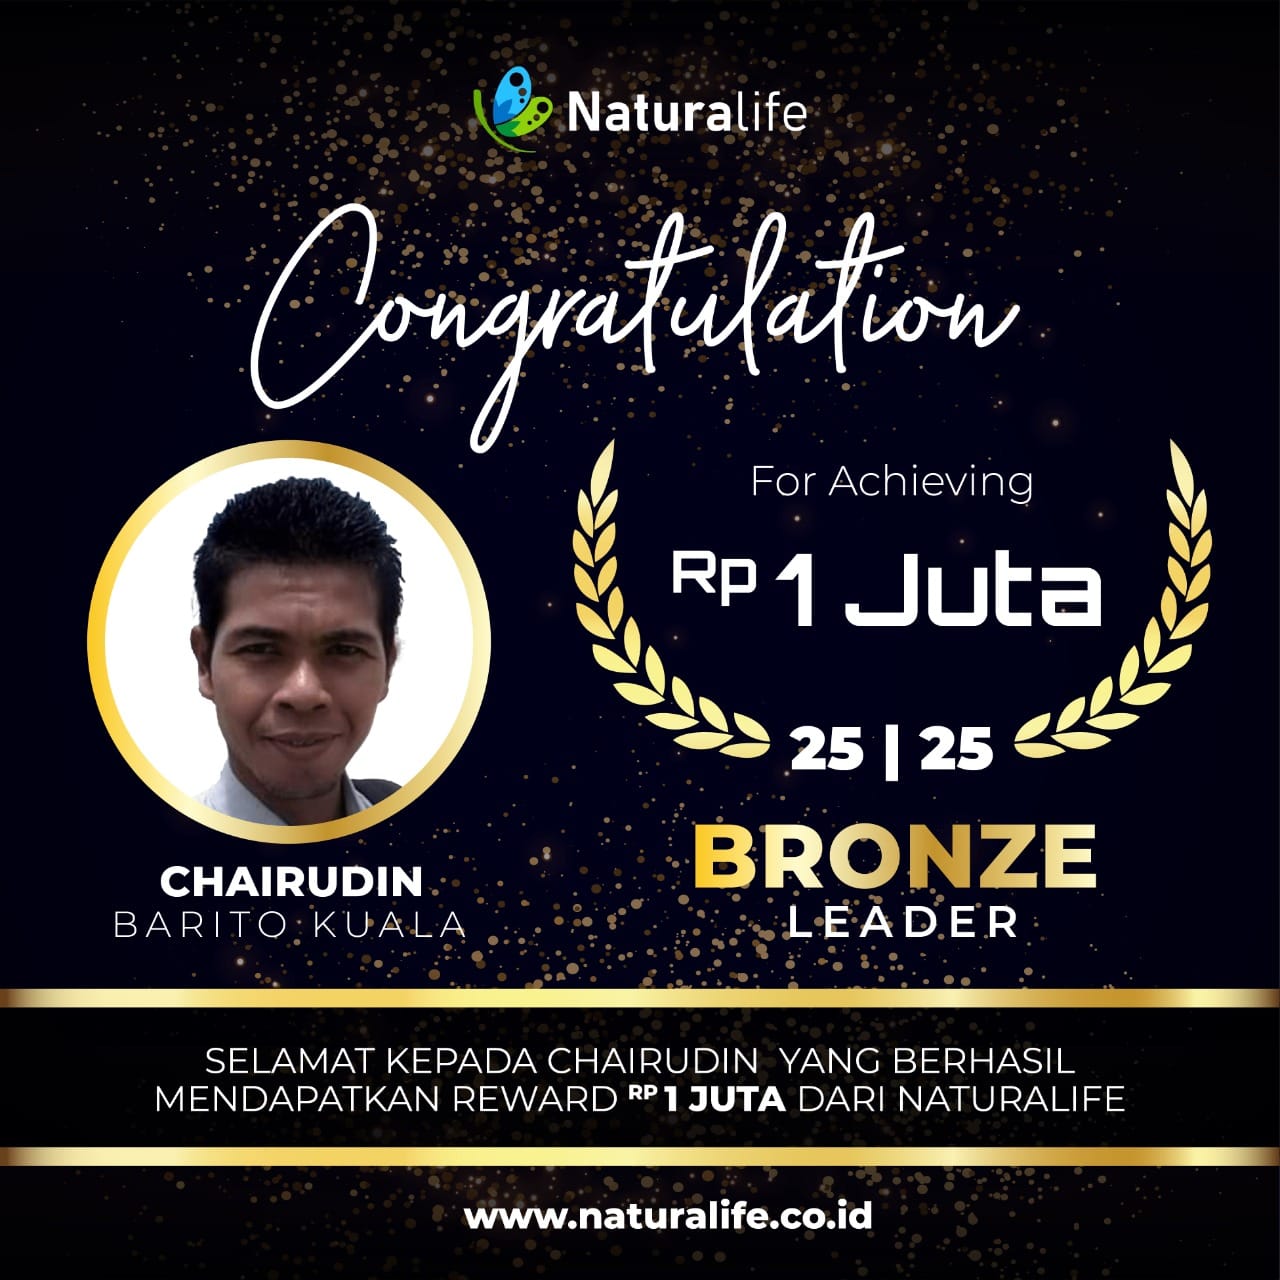 Naturalife
Congratulation
For Achieving
Rp 1 Juta
25 | 25
BRONZE
LEADER
CHAIRUDIN
BARITO KUALA
SELAMAT KEPADA CHAIRUDIN YANG BERHASIL
MENDAPATKAN REWARD RP 1 JUTA DARI NATURALIFE
www.naturalife.co.id